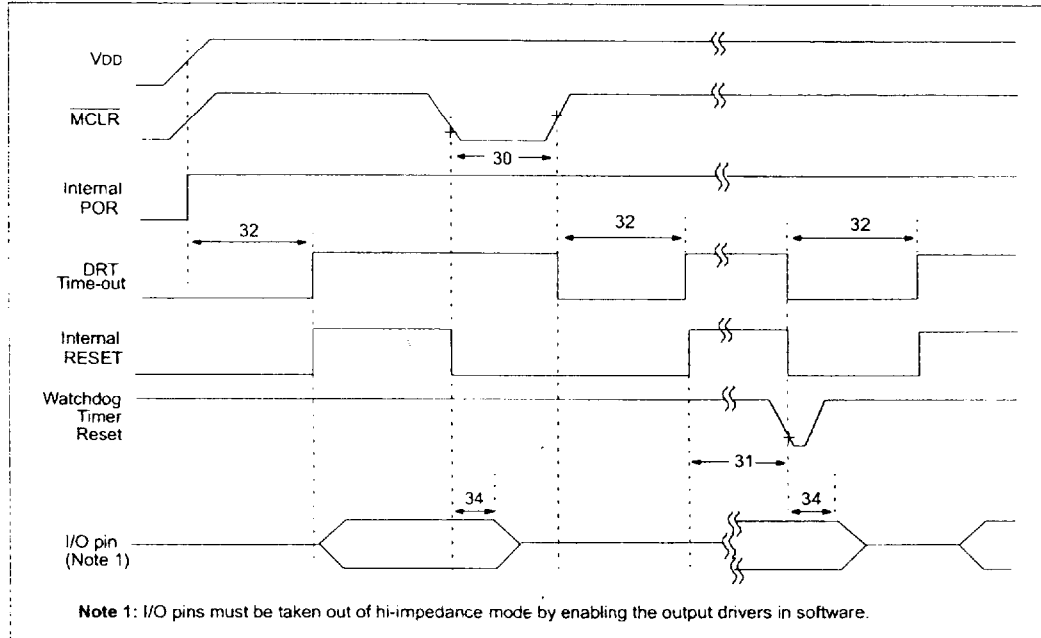 VDD
MCLR
30
Internal
POR
32
32
32
DRT
Time-out
Internal
RESET
Watchdog
Timer
Reset
31
34
34
I/O pin
(Note 1)
Note 1: I/O pins must be taken out of hi-impedance mode by enabling the output drivers in software.